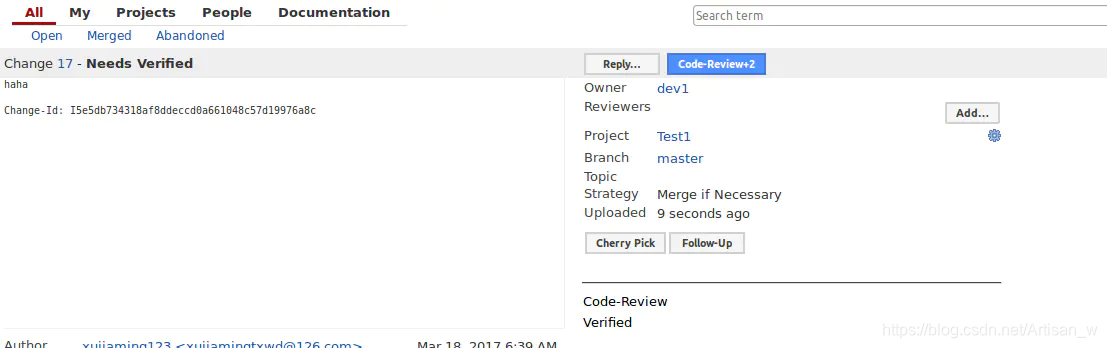 All My Projects People Documentation
Search term
Open Merged Abandoned
Change 17 - Needs Verified
Reply... Code-Review+2
haha
Change-Id: I5e5db734318af8ddeccd0a661048c57d19976a8c
Owner dev1
Reviewers
Add...
Project Test1
Branch master
Topic
Strategy Merge if Necessary
Uploaded 9 seconds ago
Cherry Pick Follow-Up
Code-Review
Verified
https://blog.csdn.net/Artisan_w
Author xujiaming123 <xujiamingtxwd@126.com> Mar 18, 2017 6:39 AM